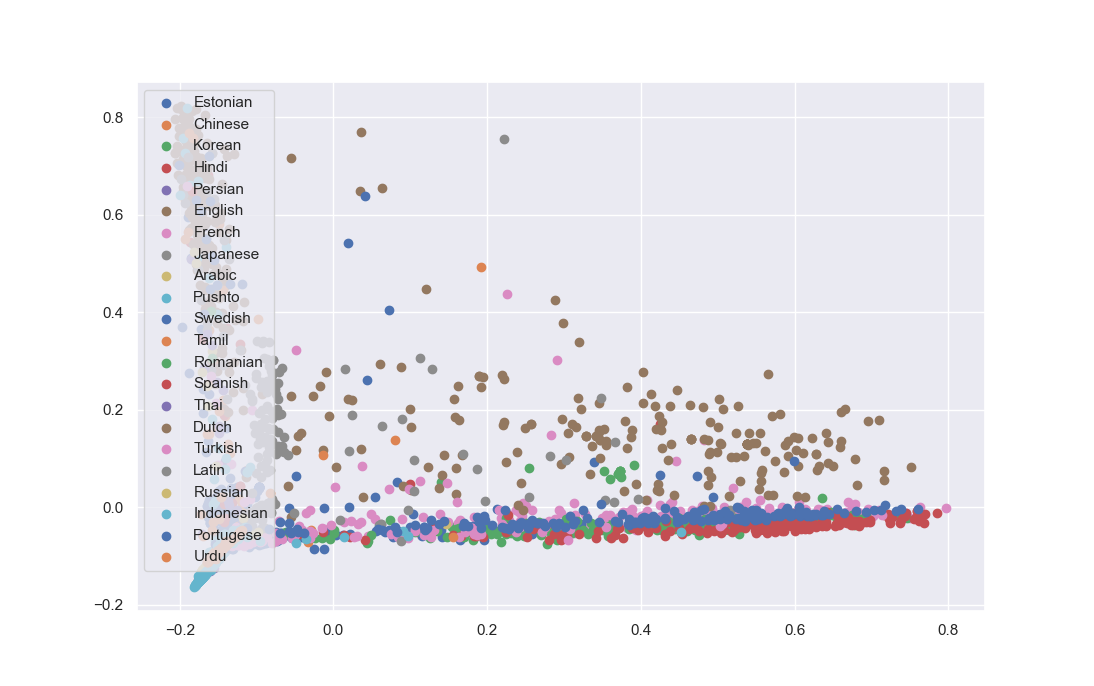 0.8
0.6
0.4
0.2
0.0
−0.2
Estonian
Chinese
Korean
Hindi
Persian
English
French
Japanese
Arabic
Pushto
Swedish
Tamil
Romanian
Spanish
Thai
Dutch
Turkish
Latin
Russian
Indonesian
Portugese
Urdu
−0.2 0.0 0.2 0.4 0.6 0.8